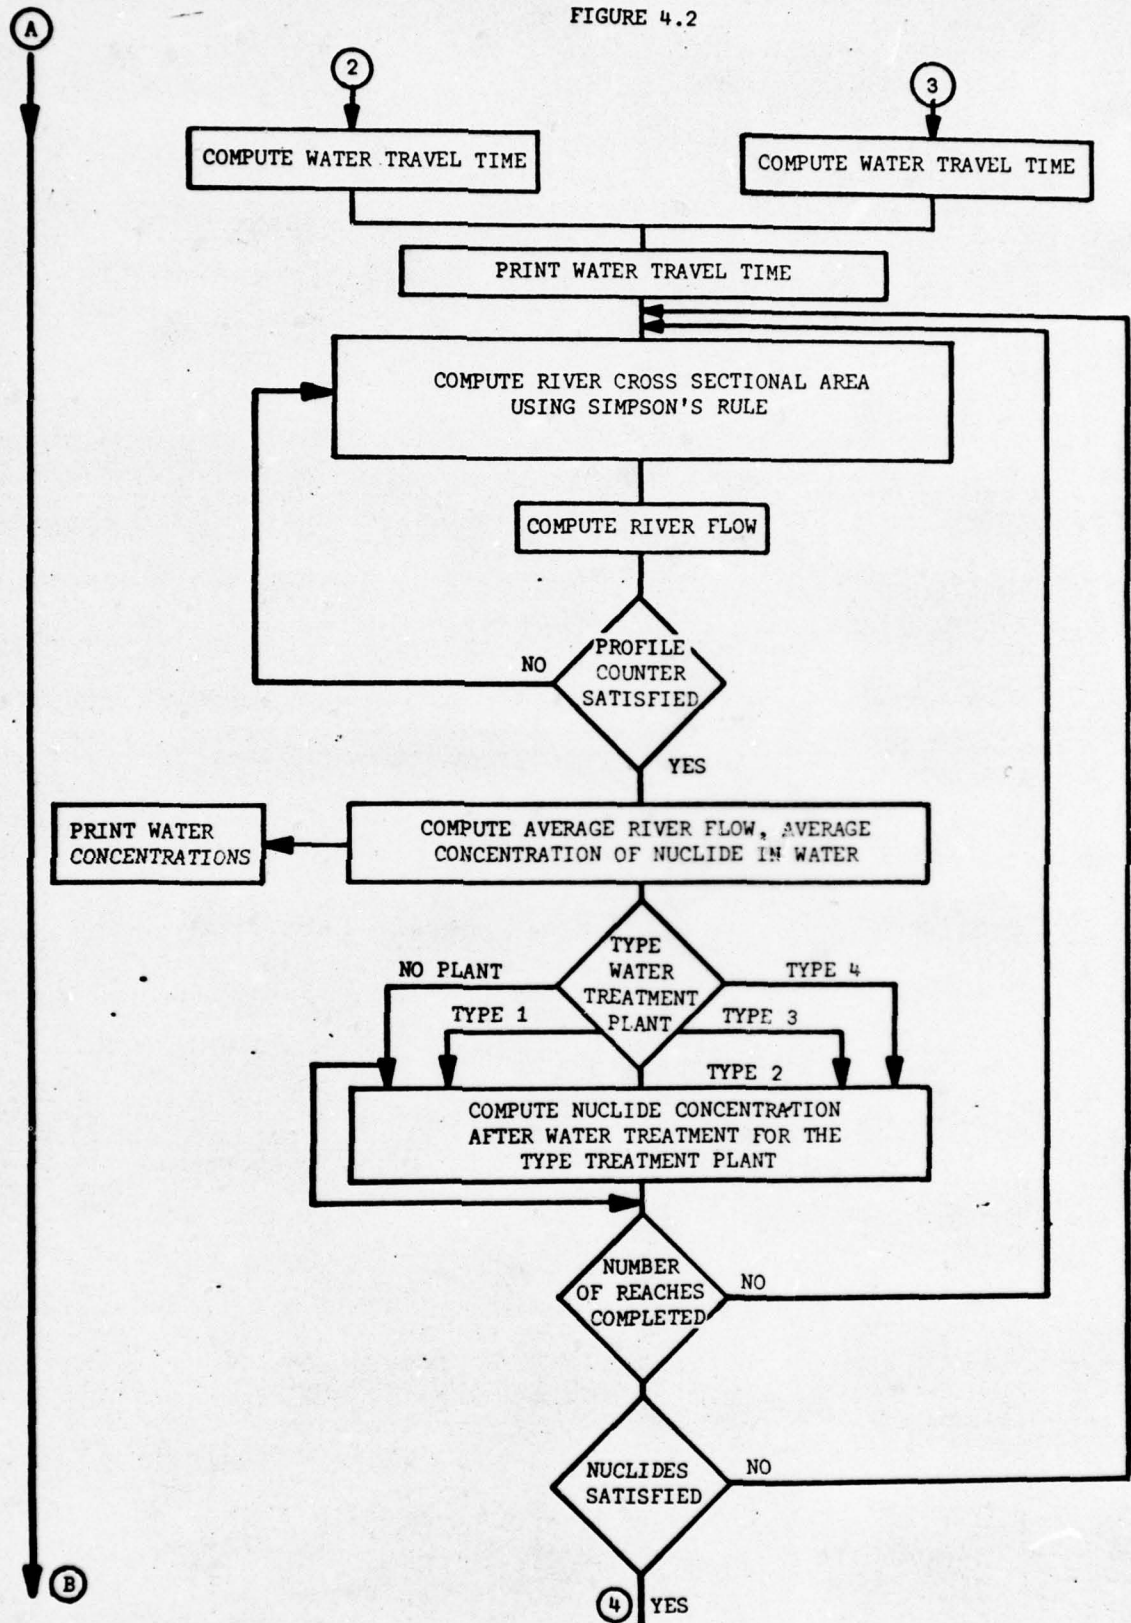 FIGURE 4.2
A
2
3
COMPUTE WATER TRAVEL TIME
COMPUTE WATER TRAVEL TIME
PRINT WATER TRAVEL TIME
COMPUTE RIVER CROSS SECTIONAL AREA
USING SIMPSON'S RULE
COMPUTE RIVER FLOW
PROFILE
COUNTER
SATISFIED
NO
YES
PRINT WATER
CONCENTRATIONS
COMPUTE AVERAGE RIVER FLOW, AVERAGE
CONCENTRATION OF NUCLIDE IN WATER
TYPE
WATER
TREATMENT
PLANT
NO PLANT
TYPE 4
TYPE 1
TYPE 3
TYPE 2
COMPUTE NUCLIDE CONCENTRATION
AFTER WATER TREATMENT FOR THE
TYPE TREATMENT PLANT
NUMBER
OF REACHES
COMPLETED
NO
NUCLIDES
SATISFIED
NO
B
4
YES